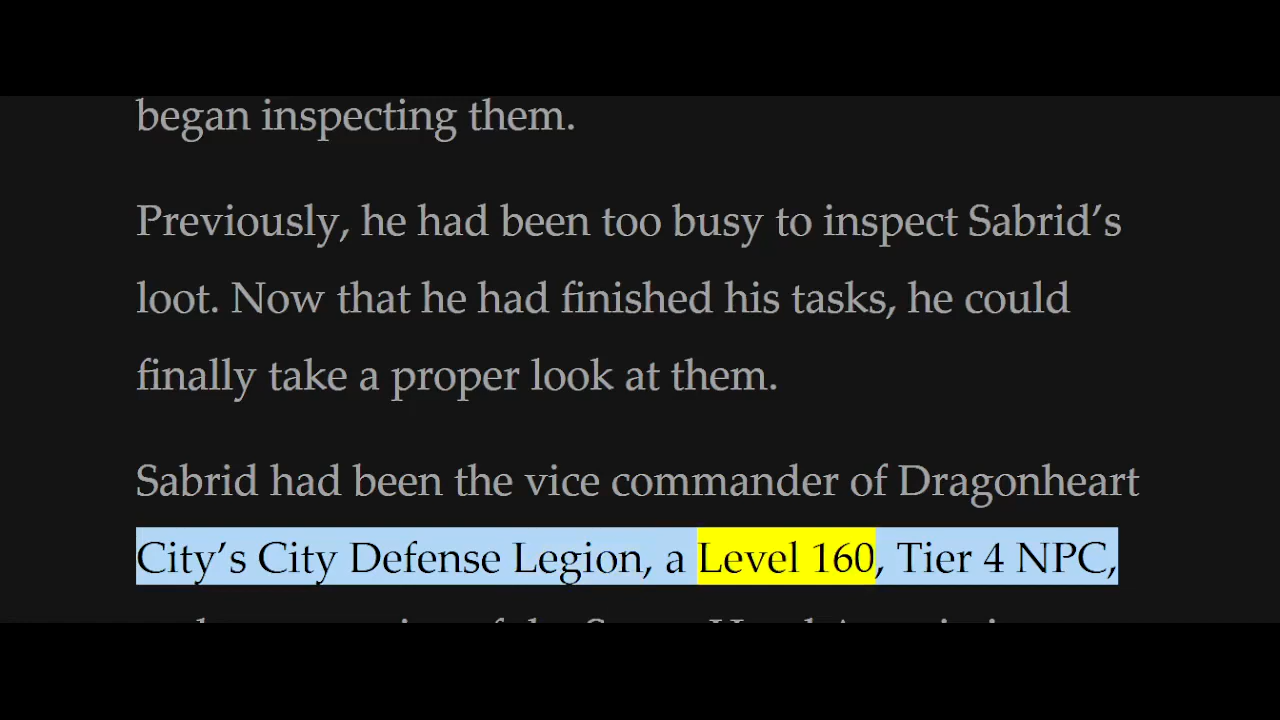 began inspecting them.
Previously, he had been too busy to inspect Sabrid’s
loot. Now that he had finished his tasks, he could
finally take a proper look at them.
Sabrid had been the vice commander of Dragonheart
City’s City Defense Legion, a Level 160, Tier 4 NPC,